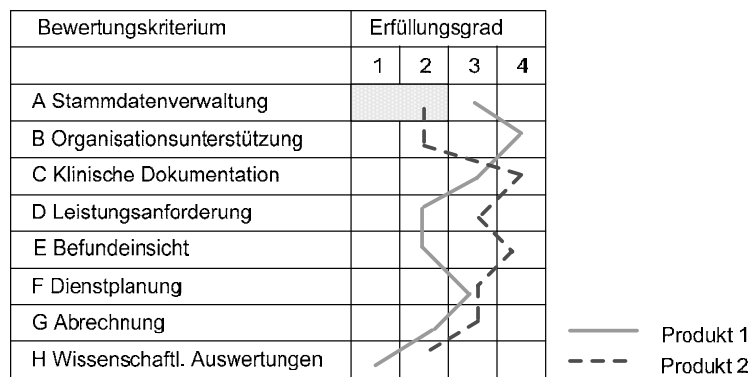 Bewertungskriterium Erfüllungsgrad
1 2 3 4
A Stammdatenverwaltung
B Organisationsunterstützung
C Klinische Dokumentation
D Leistungsanforderung
E Befundeinsicht
F Dienstplanung
G Abrechnung
H Wissenschaftl. Auswertungen
Produkt 1
Produkt 2